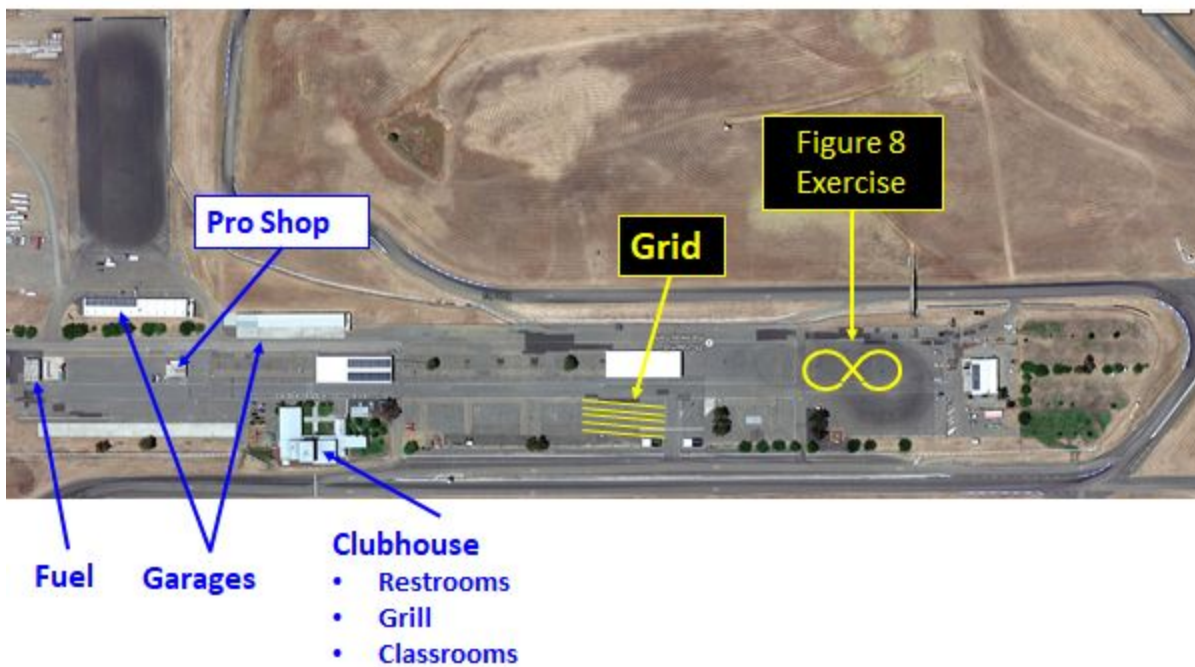 Figure 8
Exercise
Pro Shop
Grid
Fuel
Garages
Clubhouse
• Restrooms
• Grill
• Classrooms